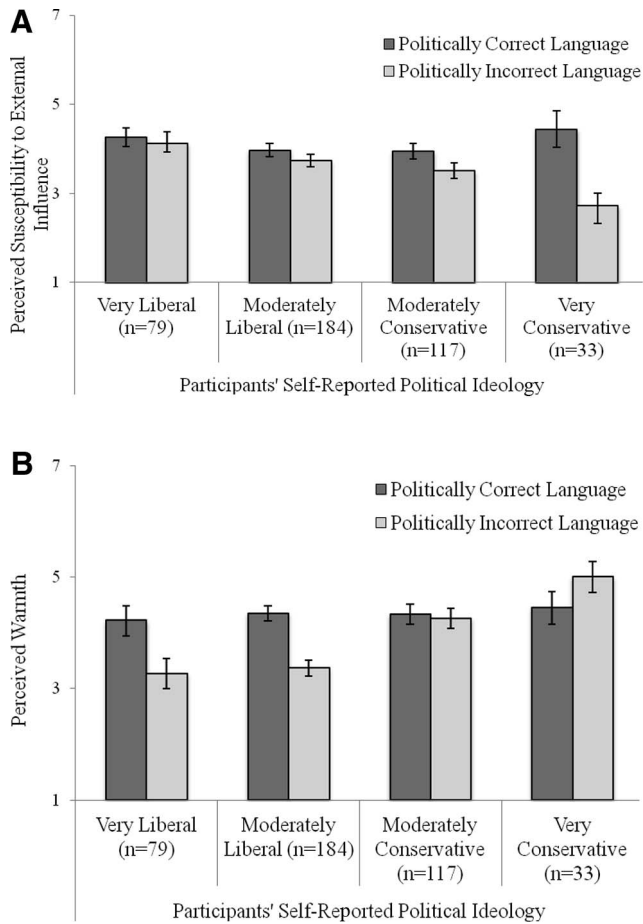 A
7
Politically Correct Language
Politically Incorrect Language
5
3
1
Perceived Susceptibility to External
Influence
Very Liberal
(n=79)
Moderately
Liberal (n=184)
Moderately
Conservative
(n=117)
Very
Conservative
(n=33)
Participants' Self-Reported Political Ideology
B
7
Politically Correct Language
Politically Incorrect Language
5
3
1
Perceived Warmth
Very Liberal
(n=79)
Moderately
Liberal (n=184)
Moderately
Conservative
(n=117)
Very
Conservative
(n=33)
Participants' Self-Reported Political Ideology